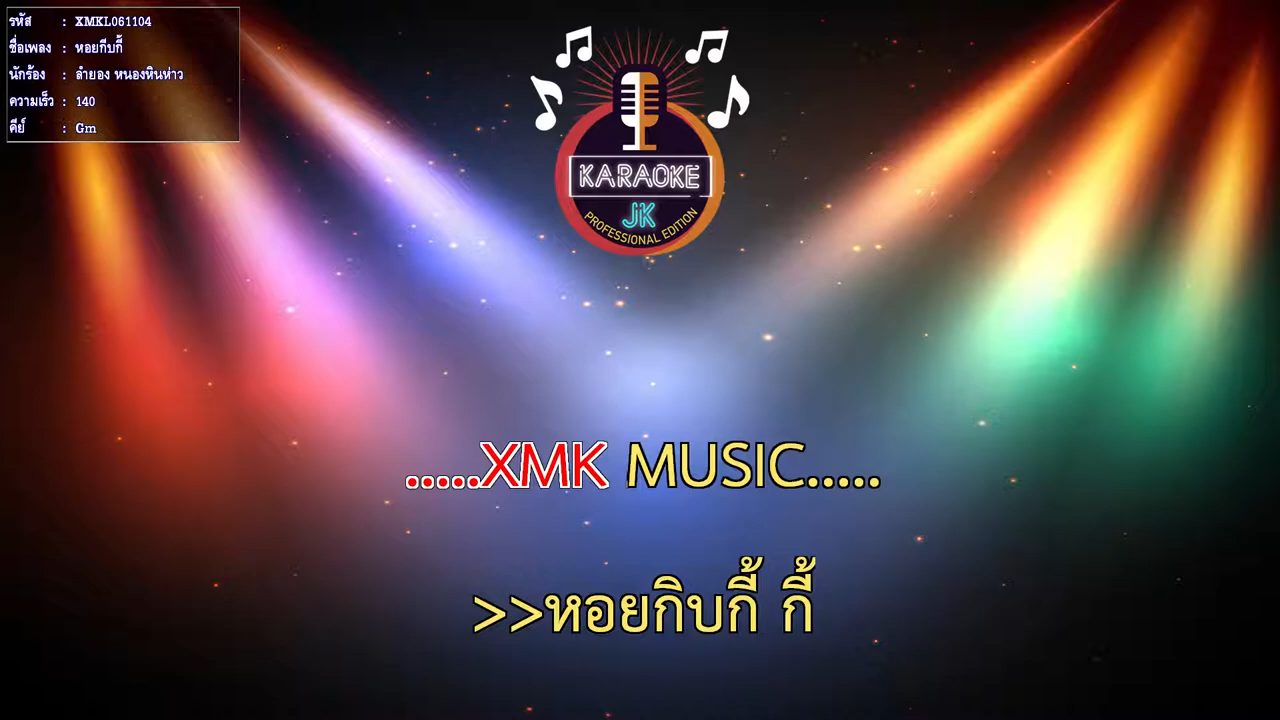 รหัส : XMKL061104
ชื่อเพลง : หอยกีบกี้
นักร้อง : ลำยอง หนองหินห่าว
ความเร็ว : 140
คีย์ : Gm
KARAOKE
JK
PROFESSIONAL EDITION
.....XMK MUSIC.....
>>หอยกิบกี้ กี้